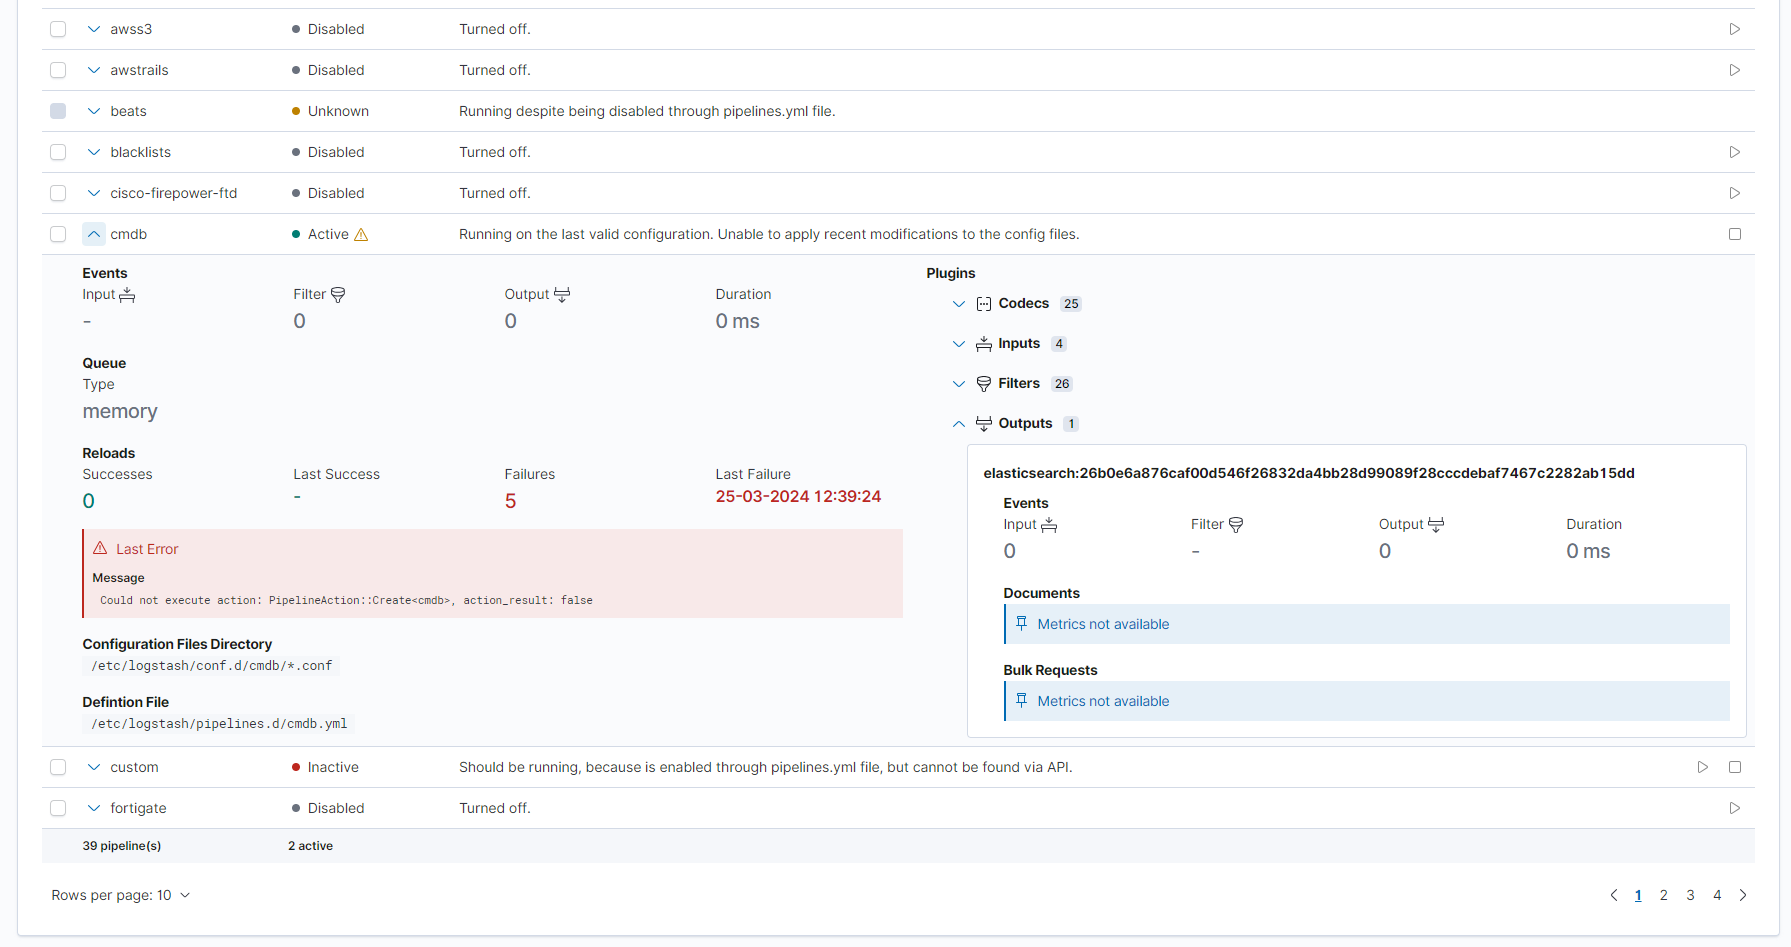 awss3 Disabled Turned off.
awstrails Disabled Turned off.
beats Unknown Running despite being disabled through pipelines.yml file.
blacklists Disabled Turned off.
cisco-firepower-ftd Disabled Turned off.
cmdb Active Running on the last valid configuration. Unable to apply recent modifications to the config files.
Events
Input Filter Output Duration
- 0 0 0 ms
Queue
Type
memory
Reloads
Successes Last Success Failures Last Failure
0 - 5 25-03-2024 12:39:24
Last Error
Message
Could not execute action: PipelineAction::Create<cmdb>, action_result: false
Configuration Files Directory
/etc/logstash/conf.d/cmdb/*.conf
Defintion File
/etc/logstash/pipelines.d/cmdb.yml
Plugins
Codecs 25
Inputs 4
Filters 26
Outputs 1
elasticsearch:26b0e6a876caf00d546f26832da4bb28d99089f28cccdebaf7467c2282ab15dd
Events
Input Filter Output Duration
0 - 0 0 ms
Documents
Metrics not available
Bulk Requests
Metrics not available
custom Inactive Should be running, because is enabled through pipelines.yml file, but cannot be found via API.
fortigate Disabled Turned off.
39 pipeline(s) 2 active
Rows per page: 10 1 2 3 4